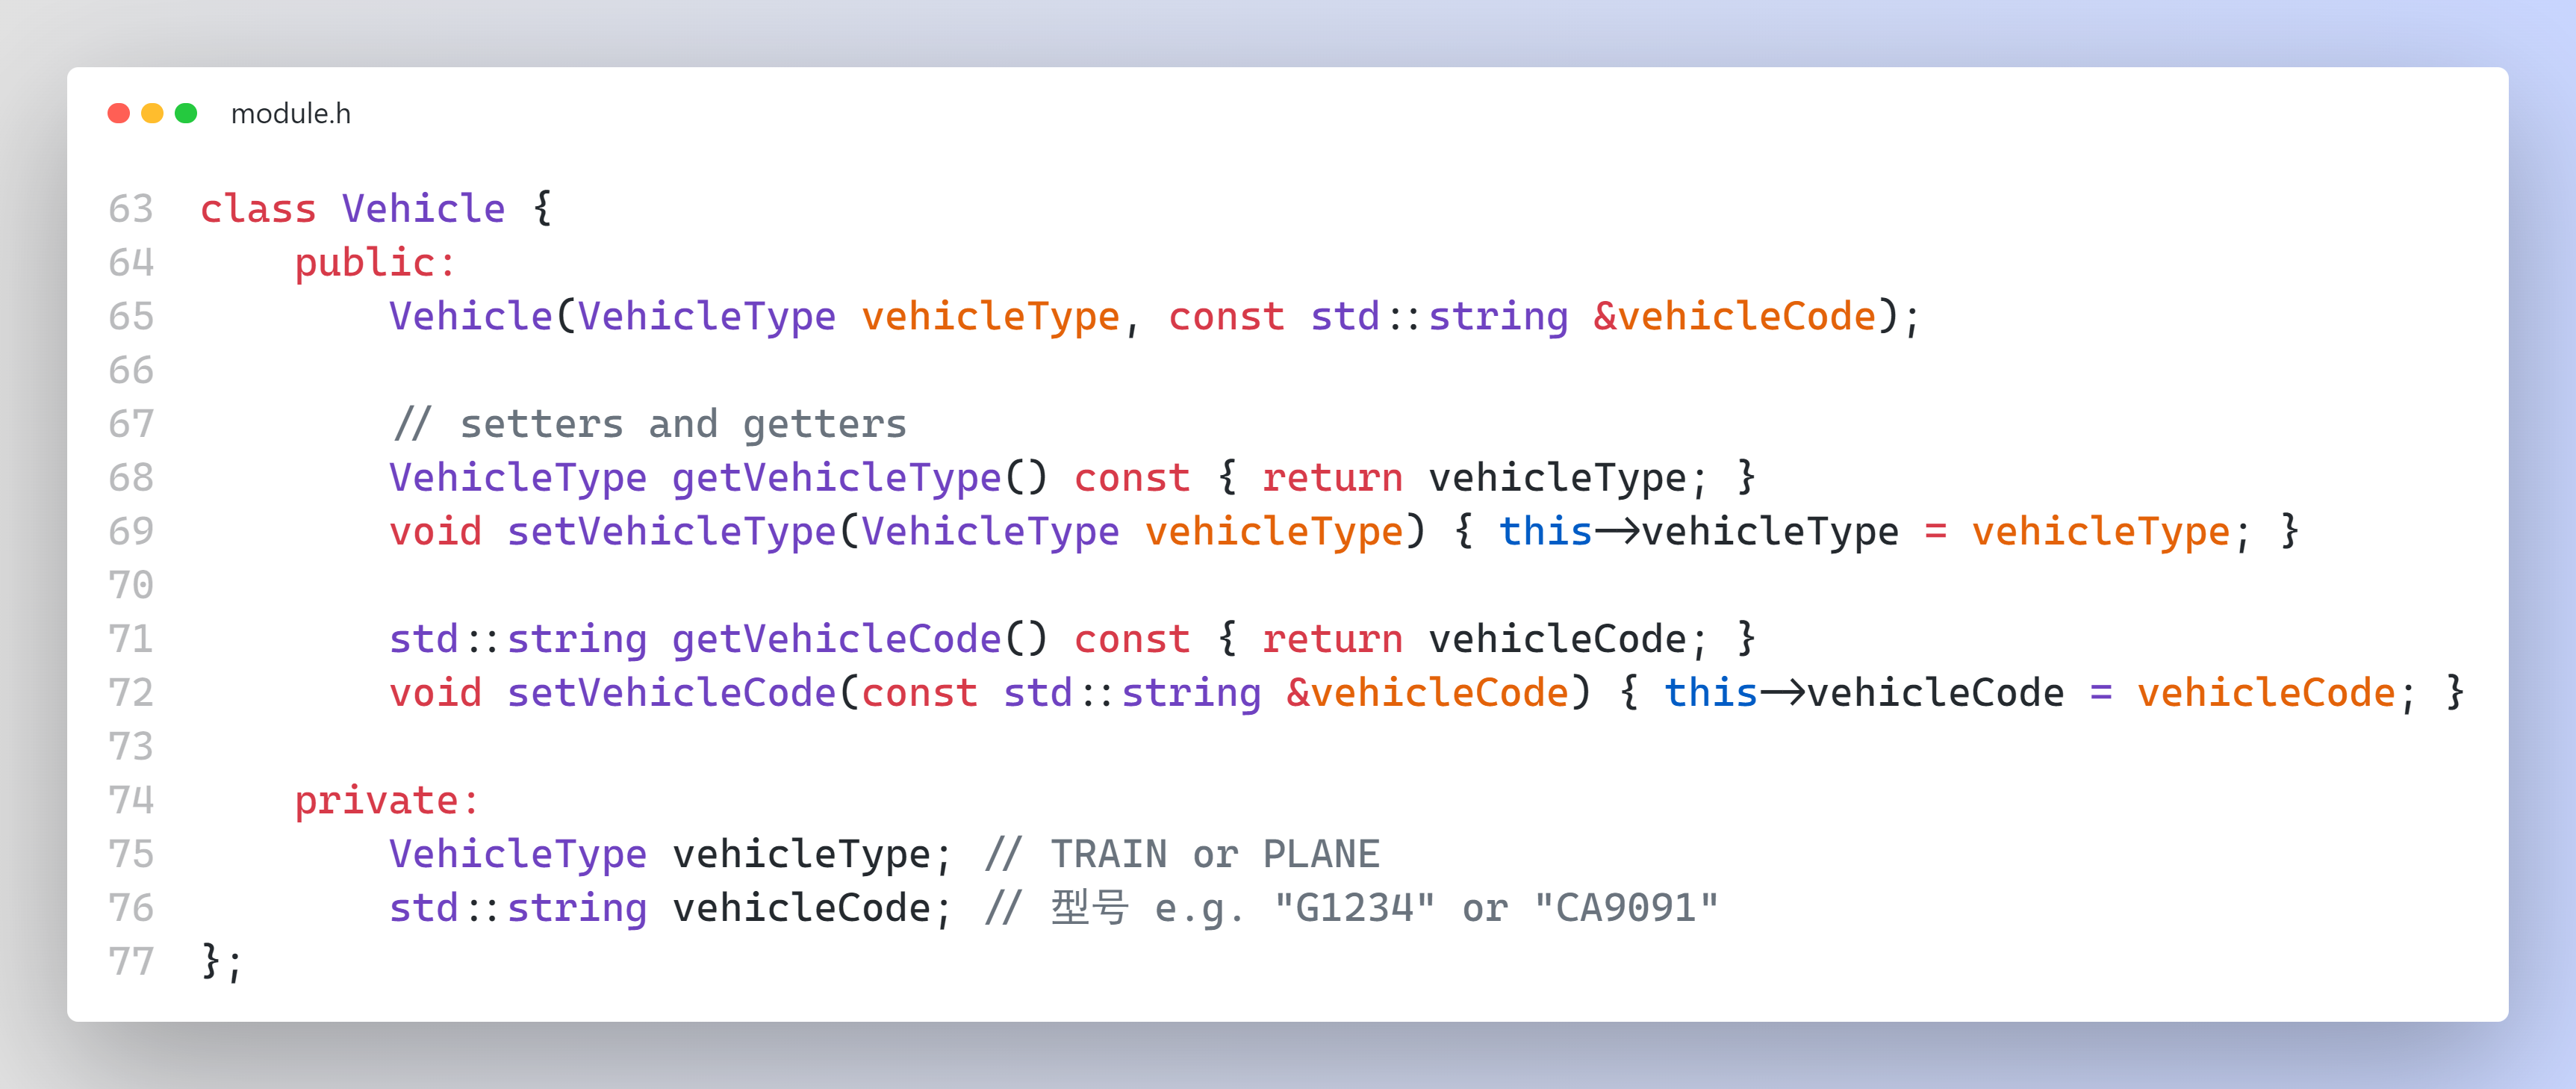 module.h
63 class Vehicle {
64     public:
65         Vehicle(VehicleType vehicleType, const std::string &vehicleCode);
66
67         // setters and getters
68         VehicleType getVehicleType() const { return vehicleType; }
69         void setVehicleType(VehicleType vehicleType) { this->vehicleType = vehicleType; }
70
71         std::string getVehicleCode() const { return vehicleCode; }
72         void setVehicleCode(const std::string &vehicleCode) { this->vehicleCode = vehicleCode; }
73
74     private:
75         VehicleType vehicleType; // TRAIN or PLANE
76         std::string vehicleCode; // 型号 e.g. "G1234" or "CA9091"
77 };